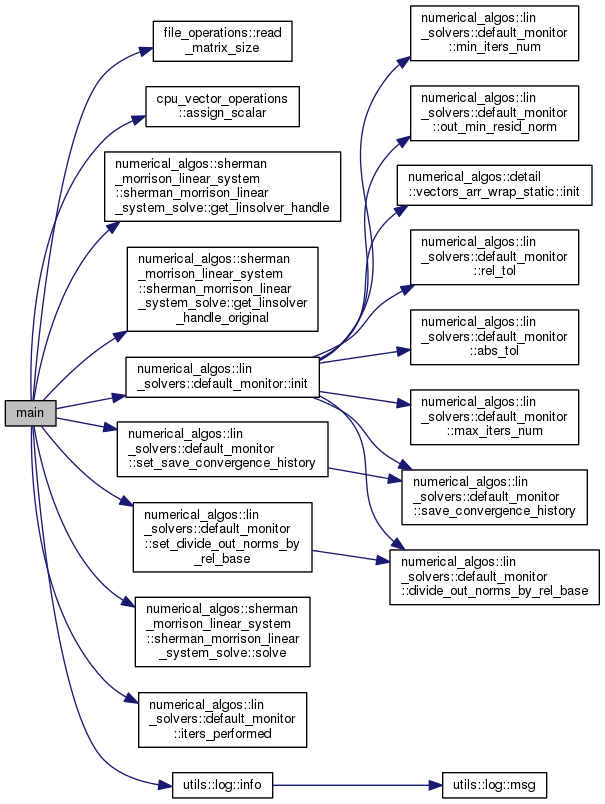 main
file_operations::read
_matrix_size
cpu_vector_operations
::assign_scalar
numerical_algos::sherman
_morrison_linear_system
::sherman_morrison_linear
_system_solve::get_linsolver_handle
numerical_algos::sherman
_morrison_linear_system
::sherman_morrison_linear
_system_solve::get_linsolver
_handle_original
numerical_algos::lin
_solvers::default_monitor::init
numerical_algos::lin
_solvers::default_monitor
::set_save_convergence_history
numerical_algos::lin
_solvers::default_monitor
::set_divide_out_norms_by
_rel_base
numerical_algos::sherman
_morrison_linear_system
::sherman_morrison_linear
_system_solve::solve
numerical_algos::lin
_solvers::default_monitor
::iters_performed
utils::log::info
numerical_algos::lin
_solvers::default_monitor
::min_iters_num
numerical_algos::lin
_solvers::default_monitor
::out_min_resid_norm
numerical_algos::detail
::vectors_arr_wrap_static::init
numerical_algos::lin
_solvers::default_monitor
::rel_tol
numerical_algos::lin
_solvers::default_monitor
::abs_tol
numerical_algos::lin
_solvers::default_monitor
::max_iters_num
numerical_algos::lin
_solvers::default_monitor
::save_convergence_history
numerical_algos::lin
_solvers::default_monitor
::divide_out_norms_by_rel_base
utils::log::msg